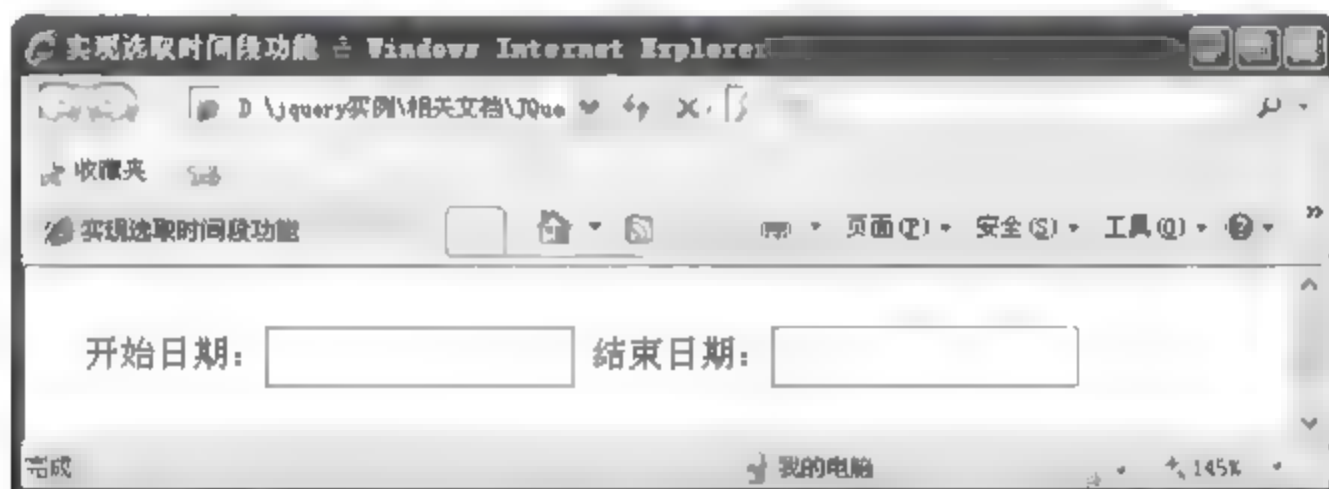 实现选取时间段功能 - Windows Internet Explorer
D:\jquery实例\相关文档\JQue
收藏夹
实现选取时间段功能 页面(P) 安全(S) 工具(O)
开始日期: 结束日期:
完成 我的电脑 145%